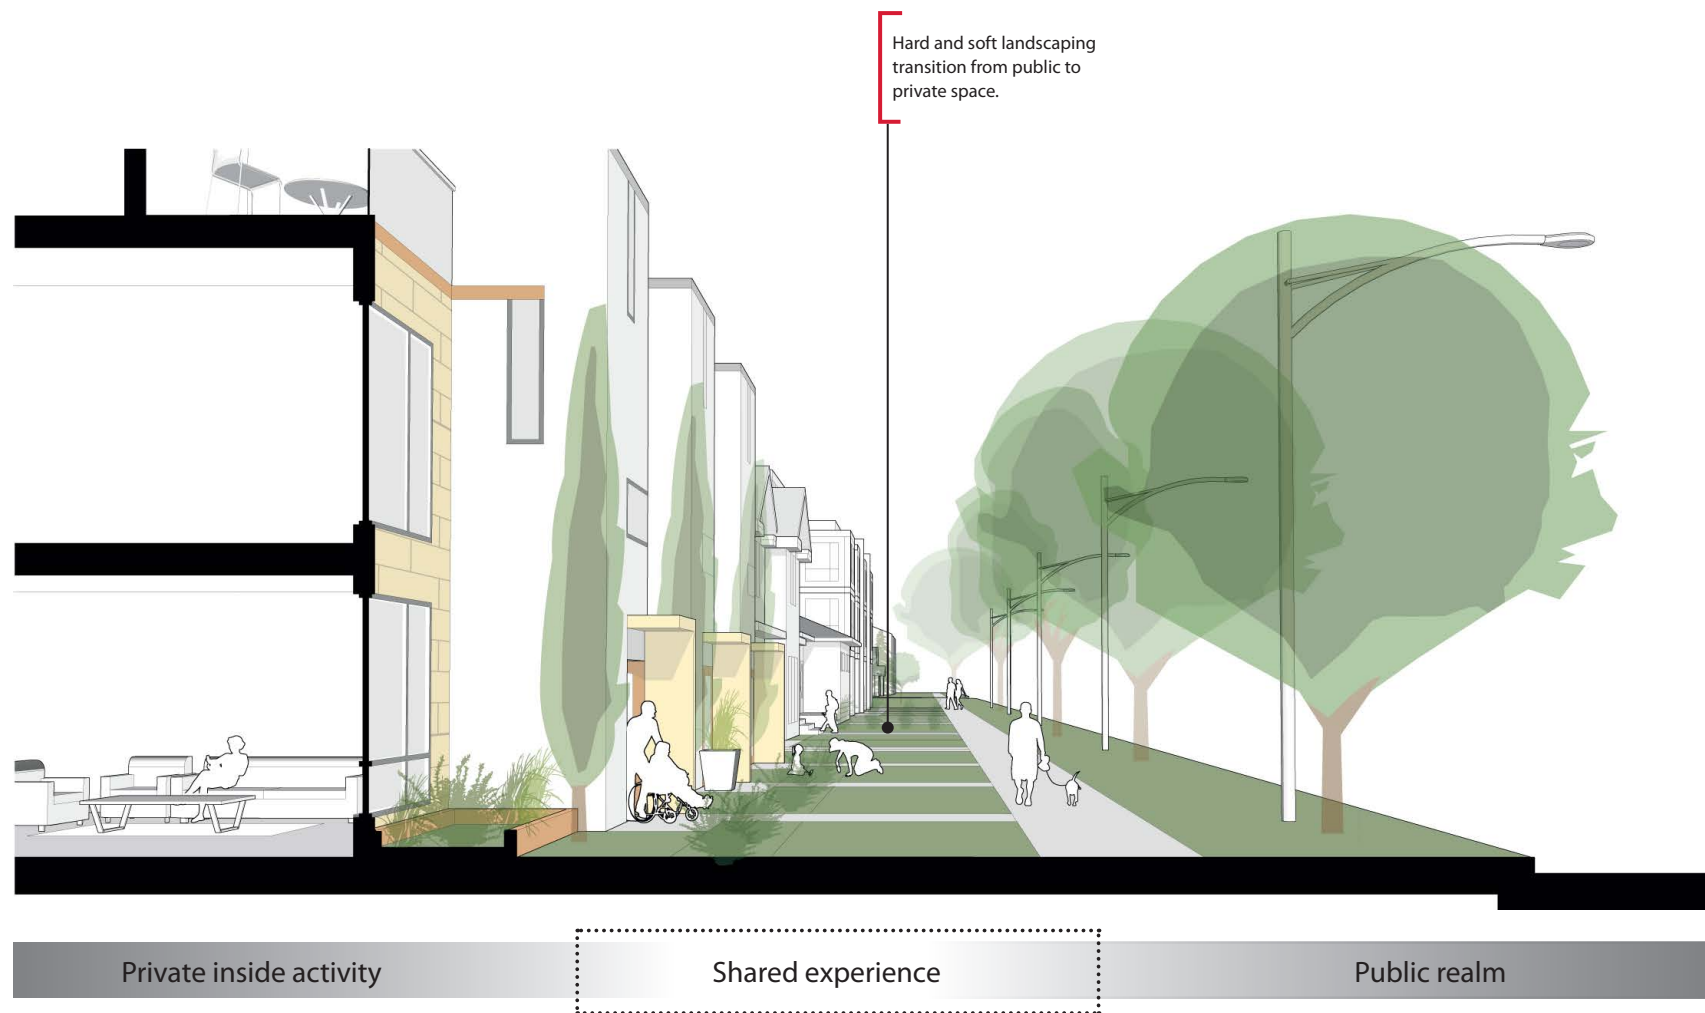 Hard and soft landscaping
transition from public to
private space.
Private inside activity
Shared experience
Public realm